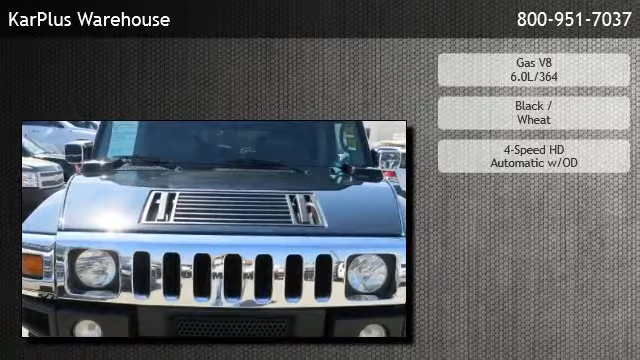 KarPlus Warehouse
800-951-7037
Gas V8
6.0L/364
Black /
Wheat
4-Speed HD
Automatic w/OD